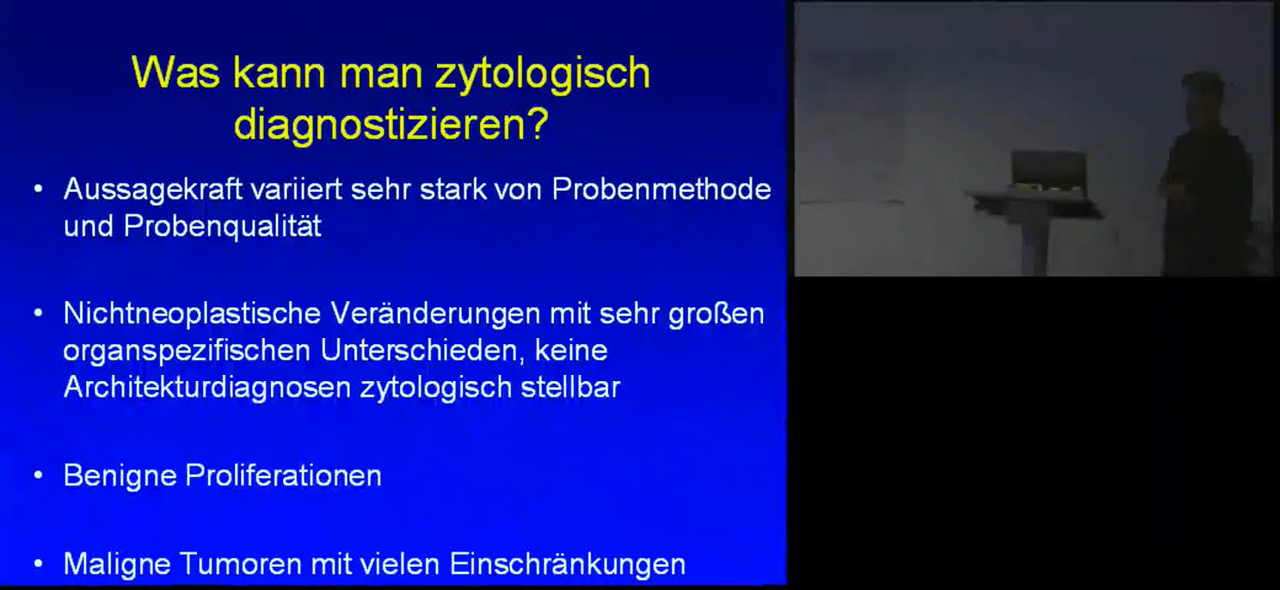 Was kann man zytologisch
diagnostizieren?
• Aussagekraft variiert sehr stark von Probenmethode
und Probenqualität
• Nichtneoplastische Veränderungen mit sehr großen
organspezifischen Unterschieden, keine
Architekturdiagnosen zytologisch stellbar
• Benigne Proliferationen
• Maligne Tumoren mit vielen Einschränkungen